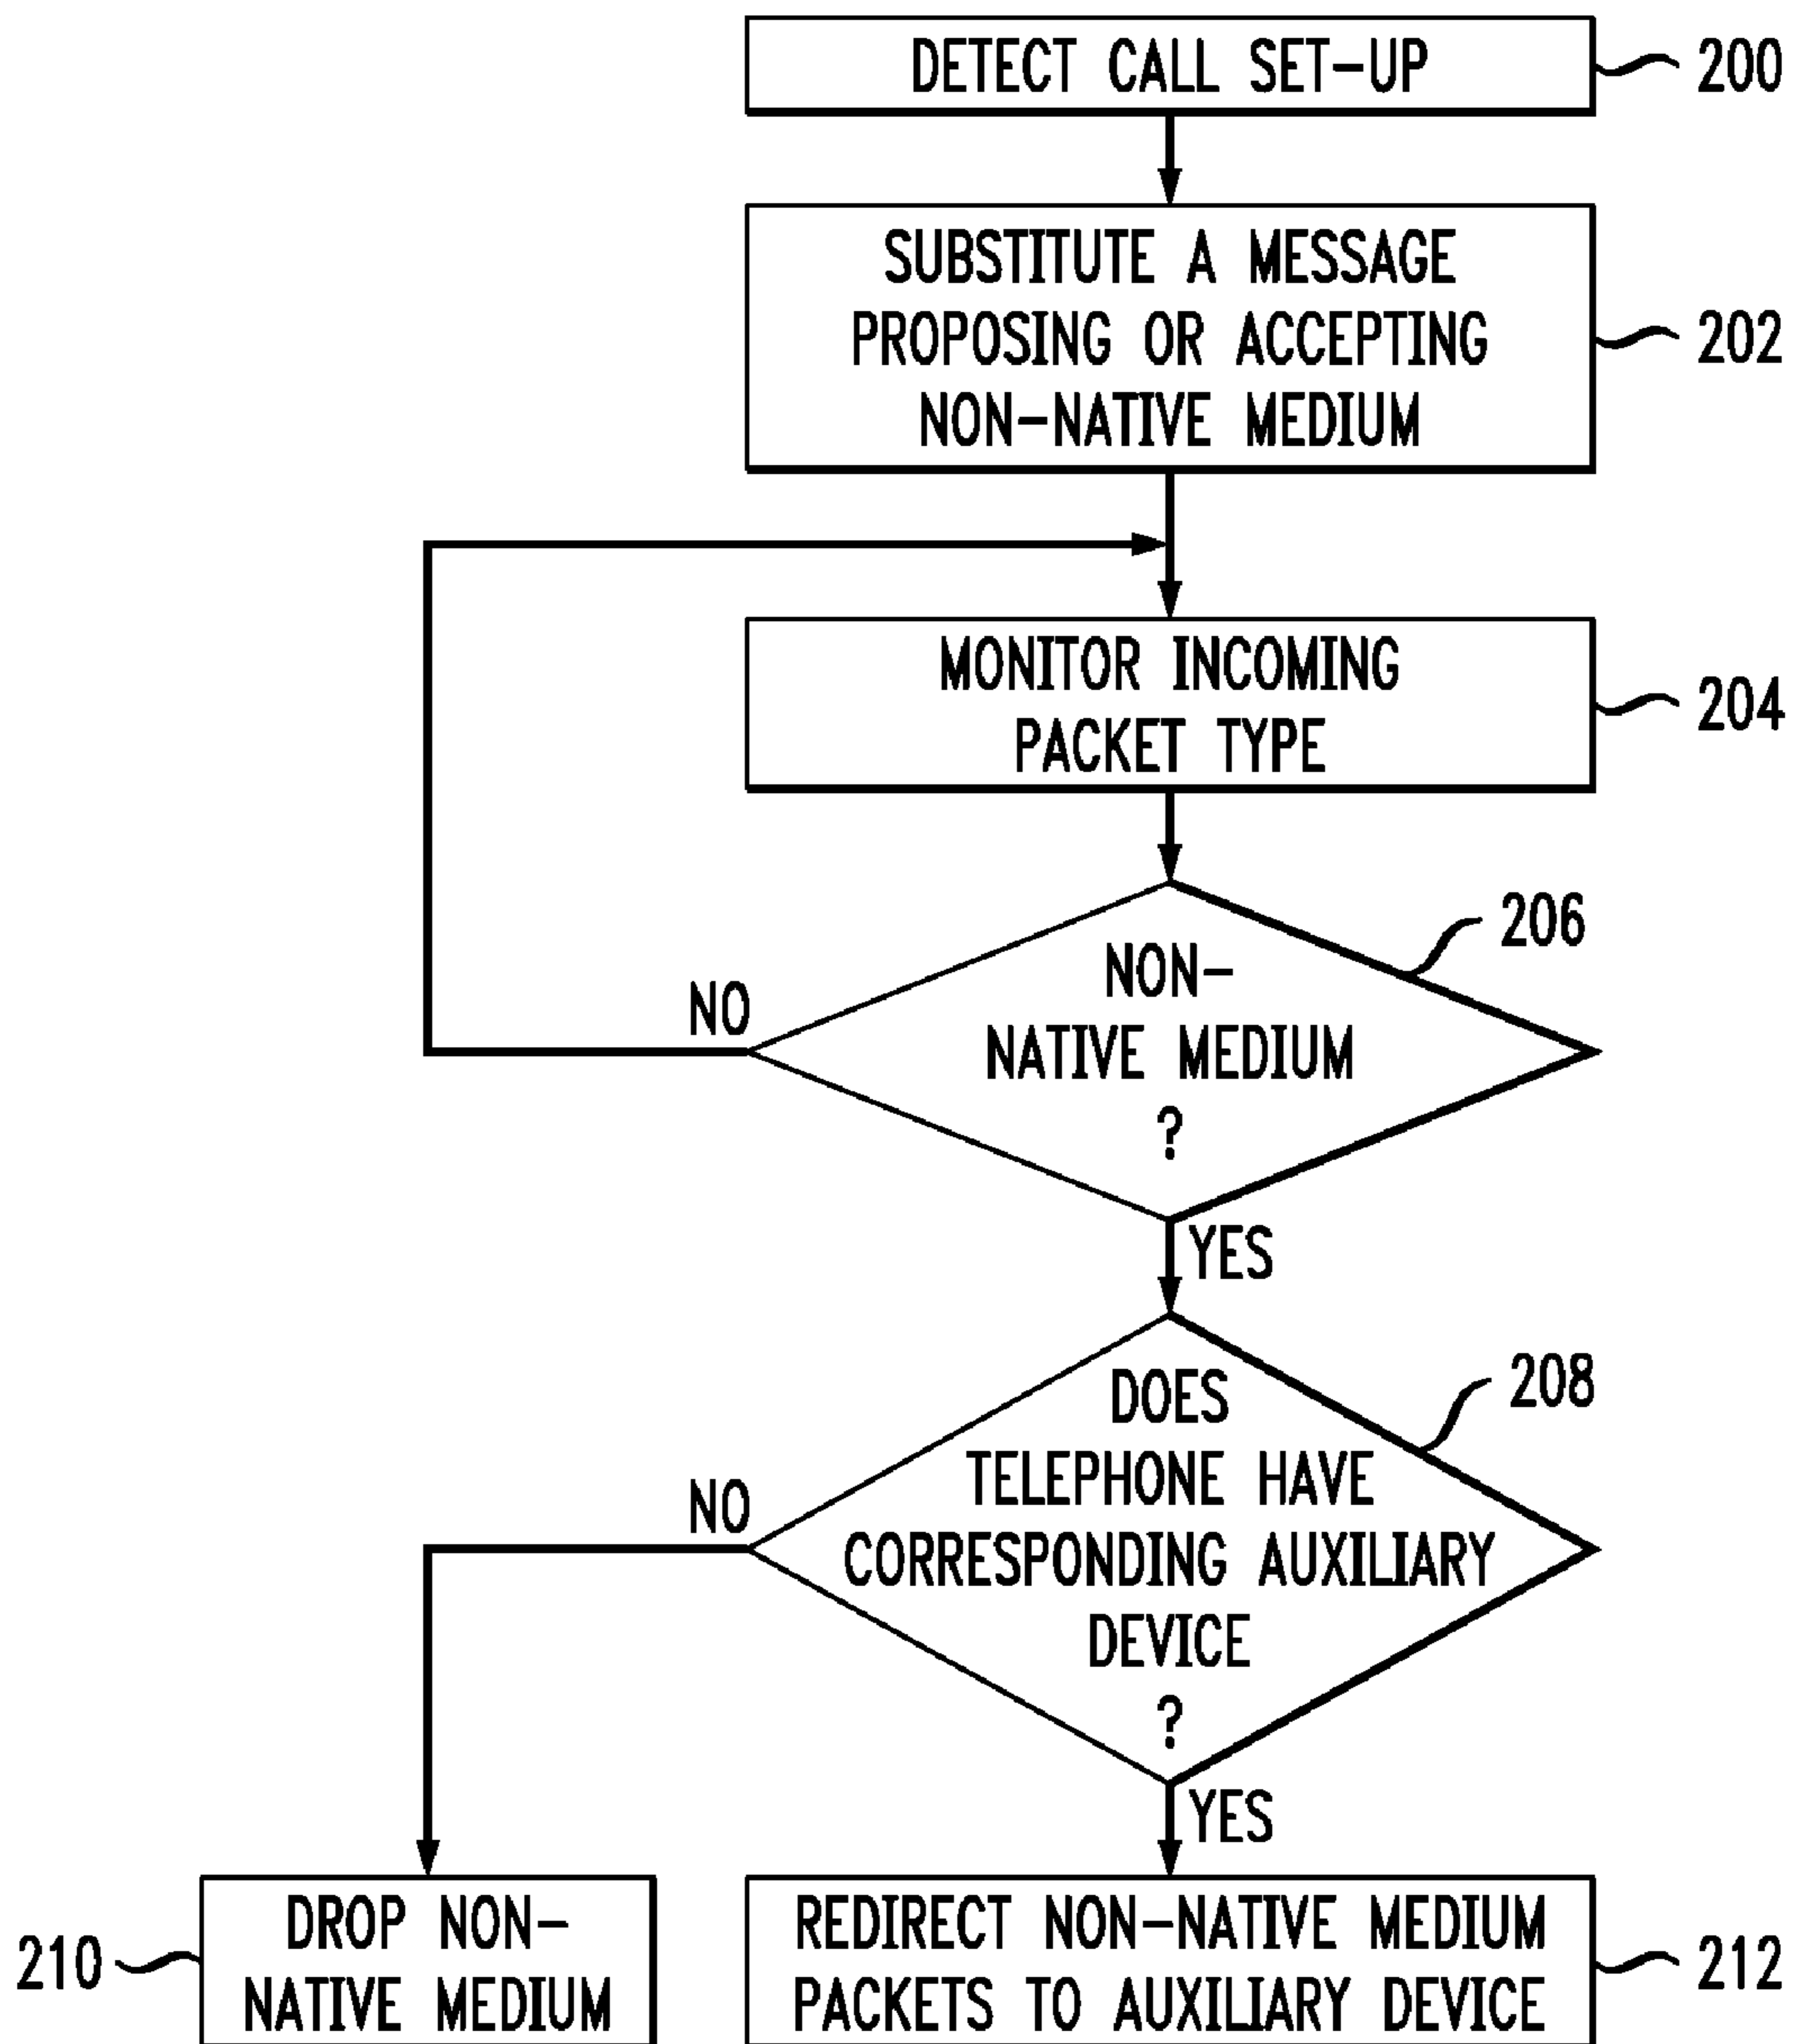 DETECT CALL SET-UP
200
SUBSTITUTE A MESSAGE
PROPOSING OR ACCEPTING
NON-NATIVE MEDIUM
202
MONITOR INCOMING
PACKET TYPE
204
206
NON-
NATIVE MEDIUM
?
NO
YES
208
DOES
TELEPHONE HAVE
CORRESPONDING AUXILIARY
DEVICE
?
NO
YES
210
DROP NON-
NATIVE MEDIUM
REDIRECT NON-NATIVE MEDIUM
PACKETS TO AUXILIARY DEVICE
212